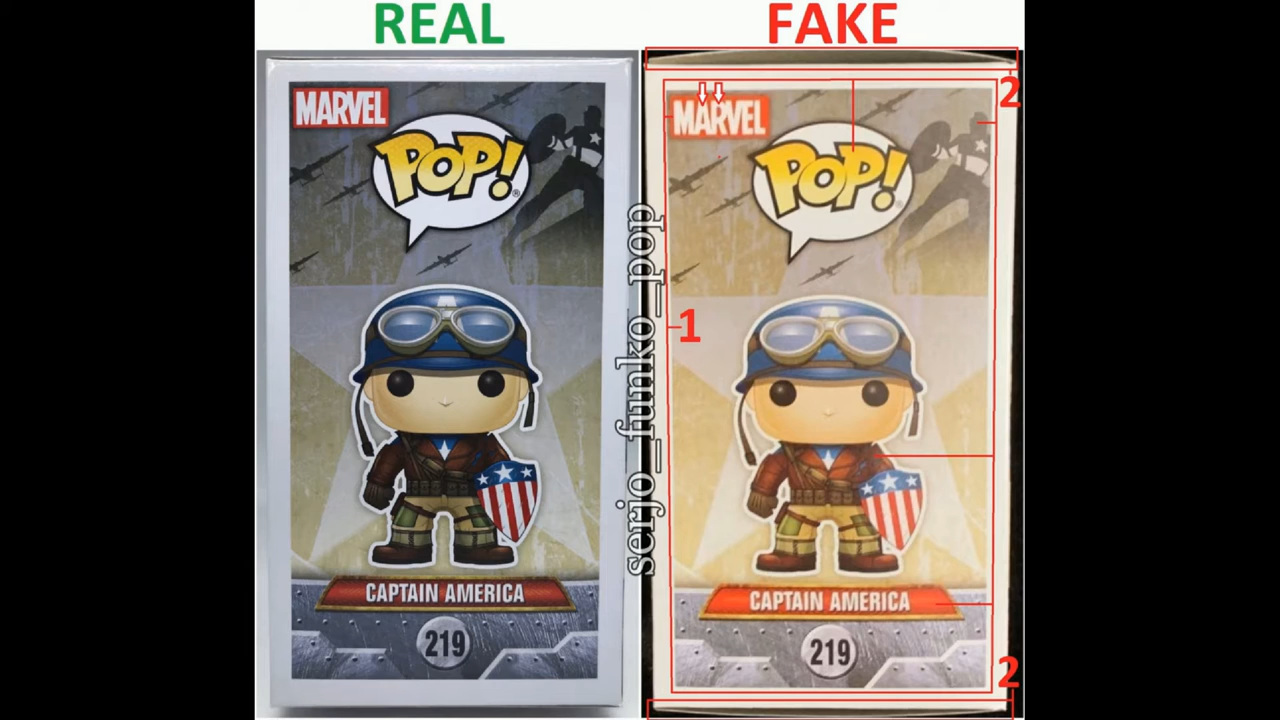 REAL
FAKE
MARVEL
POP!
®
CAPTAIN AMERICA
219
serjo_funko_pop
2
MARVEL
POP!
®
1
CAPTAIN AMERICA
219
2